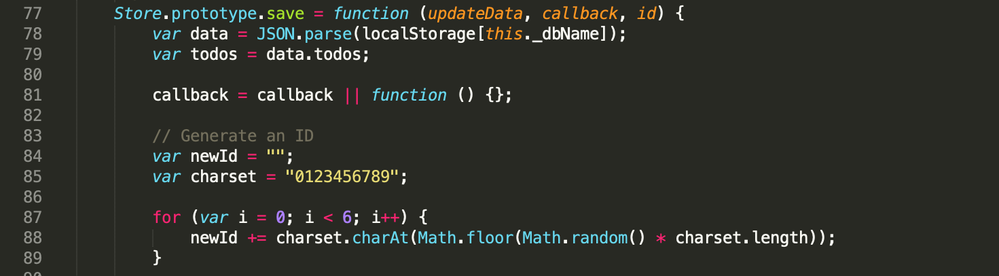 77 Store.prototype.save = function (updateData, callback, id) {
78 var data = JSON.parse(localStorage[this._dbName]);
79 var todos = data.todos;
80
81 callback = callback || function () {};
82
83 // Generate an ID
84 var newId = "";
85 var charset = "0123456789";
86
87 for (var i = 0; i < 6; i++) {
88 newId += charset.charAt(Math.floor(Math.random() * charset.length));
89 }
90